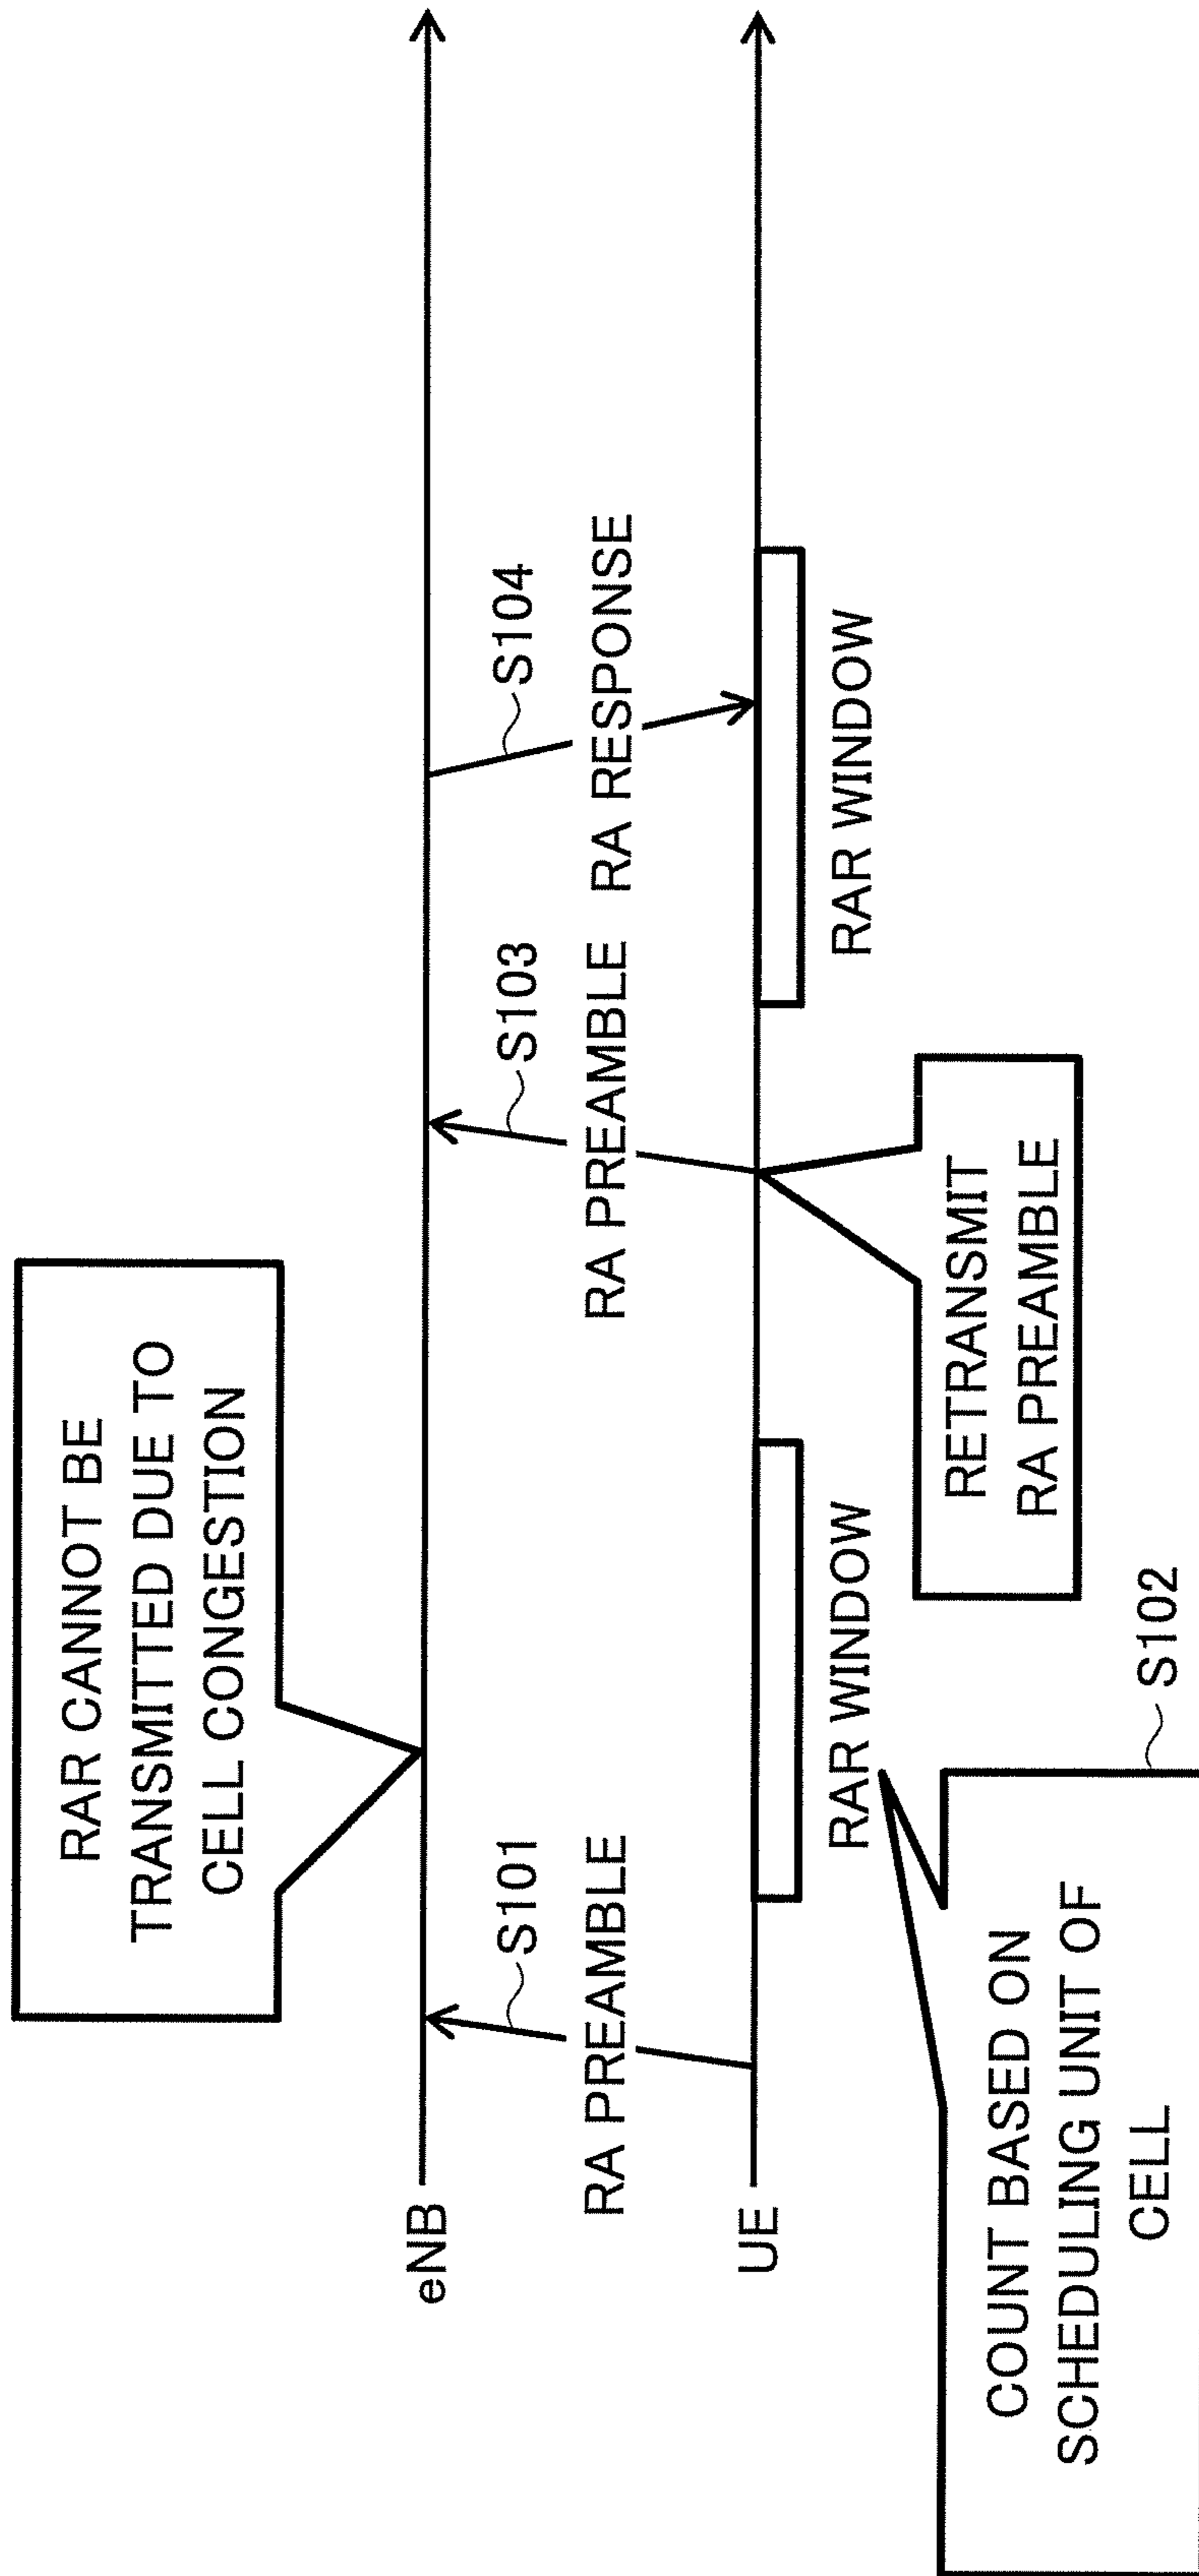 RAR CANNOT BE
TRANSMITTED DUE TO
CELL CONGESTION
eNB
S101
S103
S104
RA PREAMBLE
RA PREAMBLE
RA RESPONSE
UE
RAR WINDOW
RAR WINDOW
COUNT BASED ON
SCHEDULING UNIT OF
CELL
S102
RETRANSMIT
RA PREAMBLE